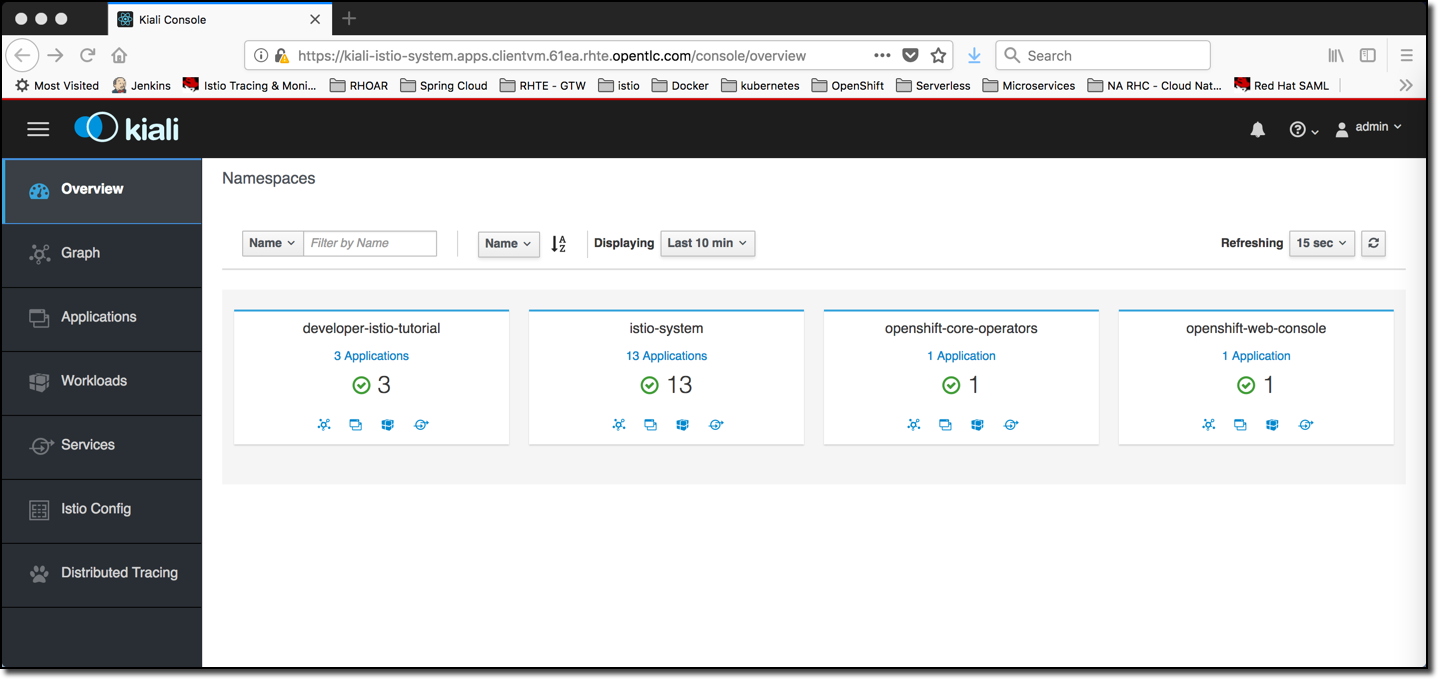 Kiali Console
https://kiali-istio-system.apps.clientvm.61ea.rhte.opentlc.com/console/overview
Search
Most Visited Jenkins Istio Tracing & Moni... RHOAR Spring Cloud RHTE - GTW istio Docker kubernetes OpenShift Serverless Microservices NA RHC - Cloud Nat... Red Hat SAML
kiali
admin
Overview
Graph
Applications
Workloads
Services
Istio Config
Distributed Tracing
Namespaces
Name Filter by Name Name A Z Displaying Last 10 min Refreshing 15 sec
developer-istio-tutorial
3 Applications
3
istio-system
13 Applications
13
openshift-core-operators
1 Application
1
openshift-web-console
1 Application
1